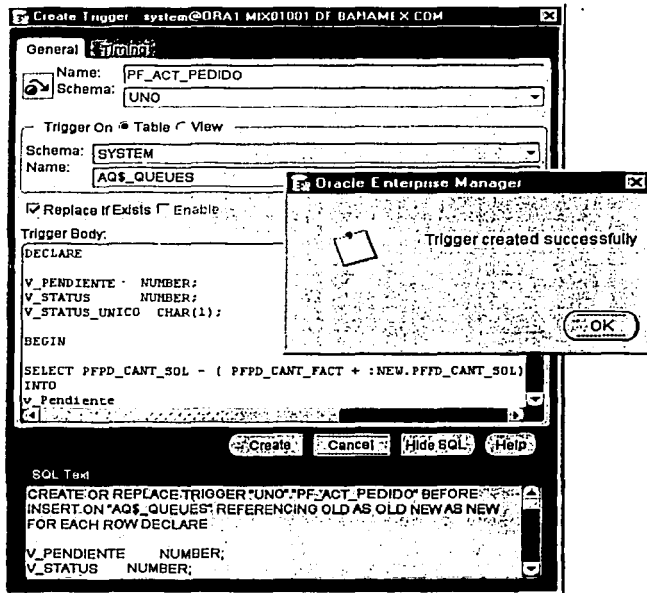 Create Trigger system@ORA1 MIX01001 DF BAMAMEX COM
General Timing
Name: PF_ACT_PEDIDO
Schema: UNO
Trigger On Table View
Schema: SYSTEM
Name: AQ$_QUEUES
Replace If Exists Enable
Trigger Body:
DECLARE
V_PENDIENTE NUMBER;
V_STATUS NUMBER;
V_STATUS_UNICO CHAR(1);
BEGIN
SELECT PFPD_CANT_SOL - ( PFPD_CANT_FACT + :NEW.PFFD_CANT_SOL)
INTO
v_Pendiente
Oracle Enterprise Manager
Trigger created successfully
OK
Create Cancel Hide SQL Help
SQL Text
CREATE OR REPLACE TRIGGER "UNO"."PF_ACT_PEDIDO" BEFORE
INSERT ON "AQ$_QUEUES" REFERENCING OLD AS OLD NEW AS NEW
FOR EACH ROW DECLARE
V_PENDIENTE NUMBER;
V_STATUS NUMBER;